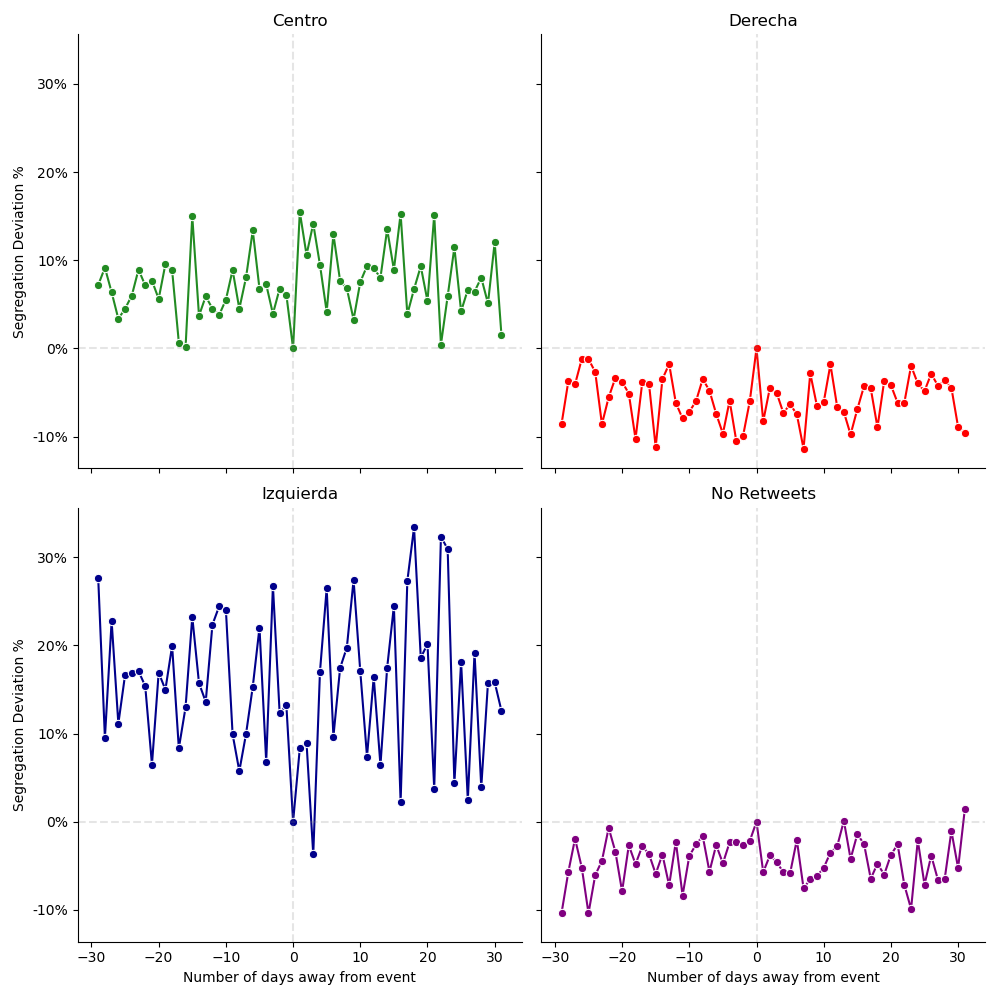 Centro
Derecha
30%
20%
10%
0%
-10%
Segregation Deviation %
Izquierda
No Retweets
30%
20%
10%
0%
-10%
Segregation Deviation %
−30 −20 −10 0 10 20 30
Number of days away from event
−30 −20 −10 0 10 20 30
Number of days away from event